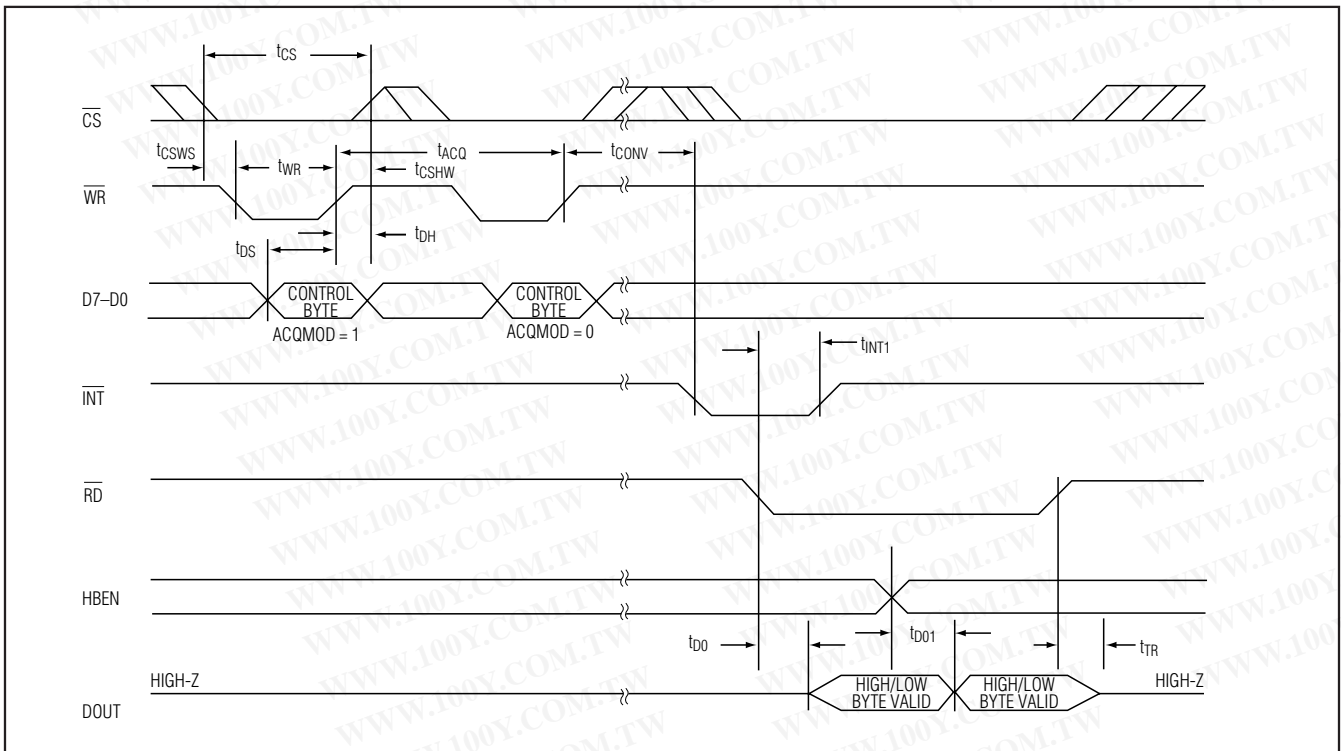 tCS
CS
tCSWS
tWR
tACQ
tCONV
tCSHW
WR
tDS
tDH
D7–D0
CONTROL
BYTE
CONTROL
BYTE
ACQMOD = 1
ACQMOD = 0
tINT1
INT
RD
HBEN
tD0
tD01
tTR
HIGH-Z
HIGH/LOW
BYTE VALID
HIGH/LOW
BYTE VALID
HIGH-Z
DOUT
WWW.100Y.COM.TW